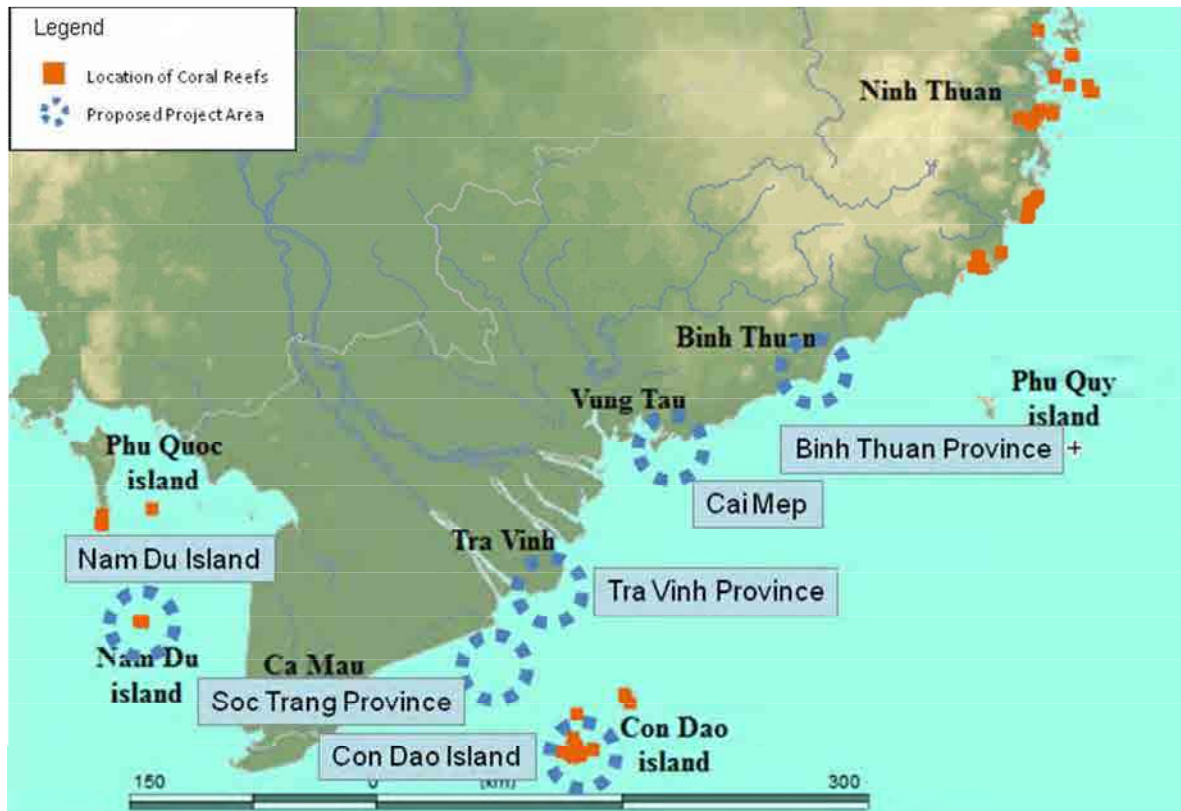 Legend
Location of Coral Reefs
Proposed Project Area
Ninh Thuan
Binh Thuan
Phu Quy
island
Vung Tau
Binh Thuan Province
Phu Quoc
island
Cai Mep
Tra Vinh
Nam Du Island
Tra Vinh Province
Nam Du
island
Ca Mau
Soc Trang Province
Con Dao
island
Con Dao Island
150
0
(km)
300